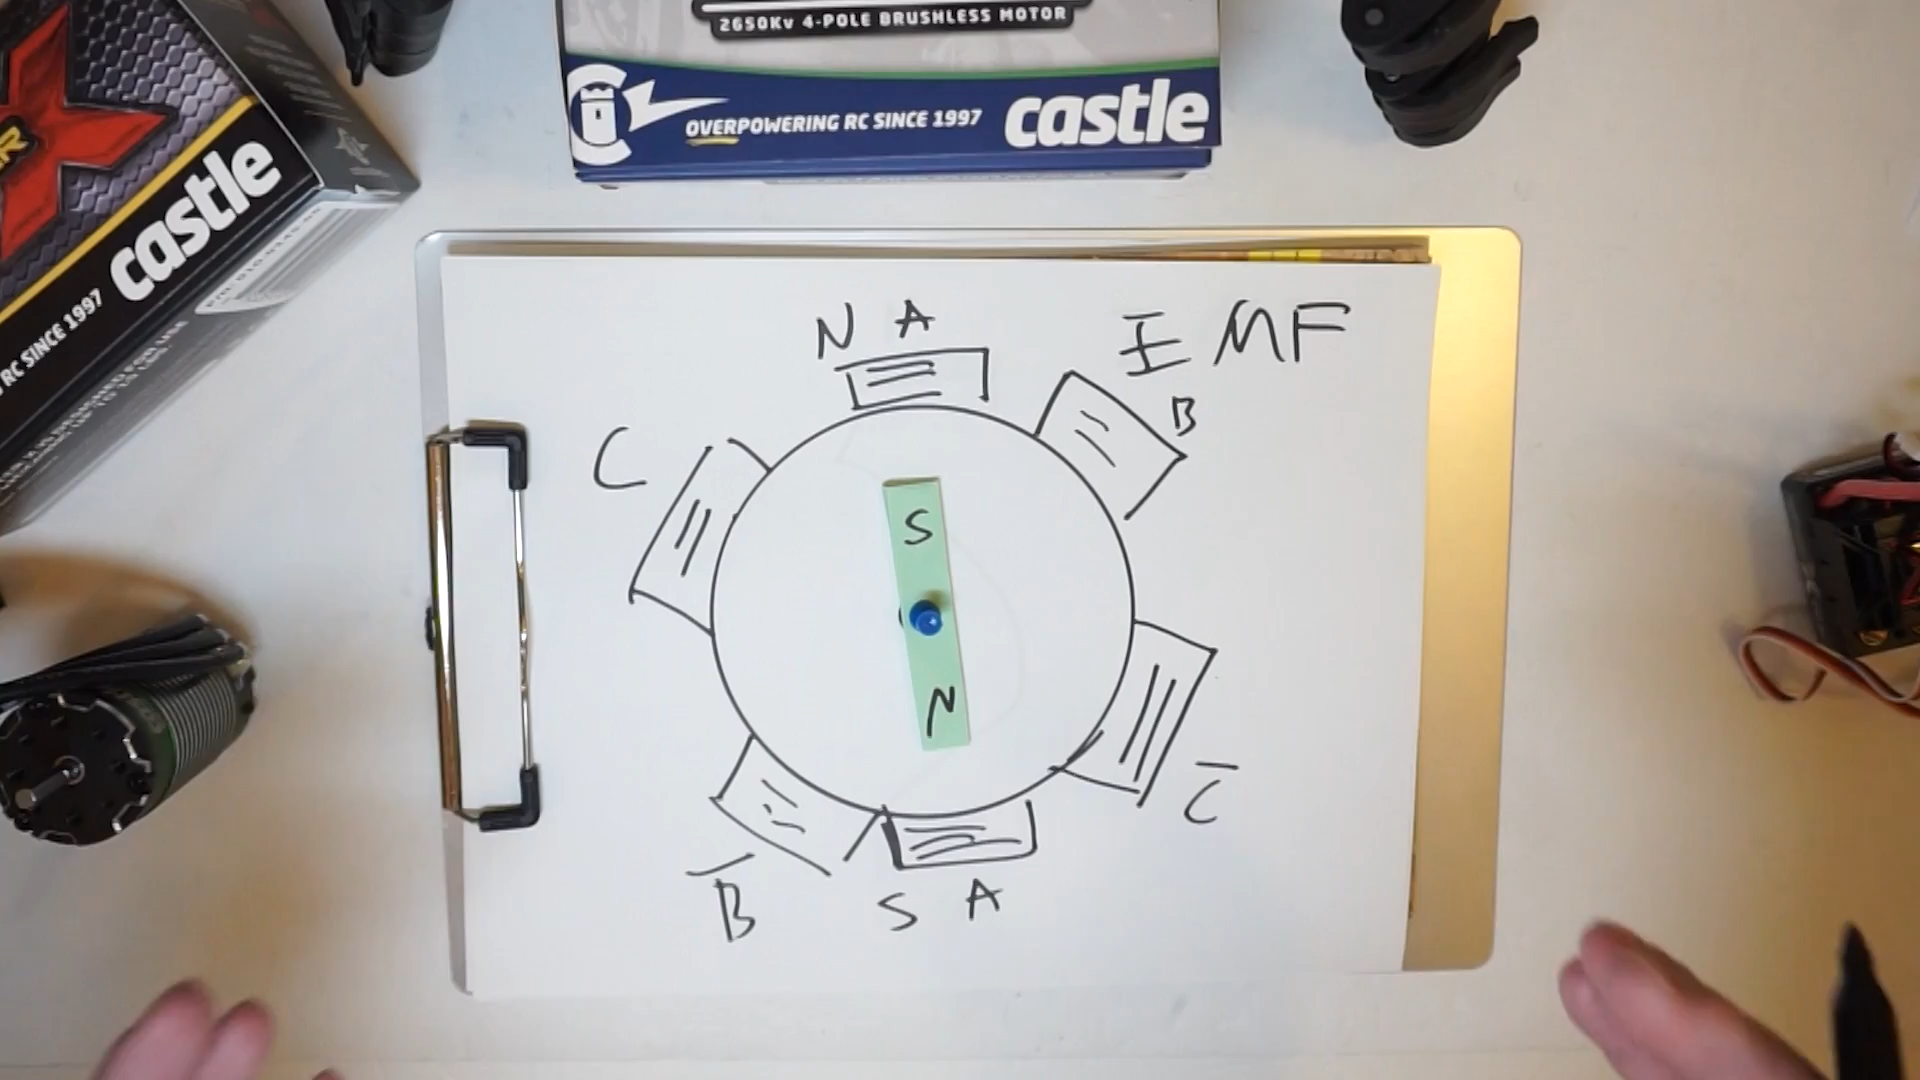 2650Kv 4-POLE BRUSHLESS MOTOR
OVERPOWERING RC SINCE 1997 castle
castle
RC SINCE 1997
N A
EMF
B
C
S
N
C
B
S A